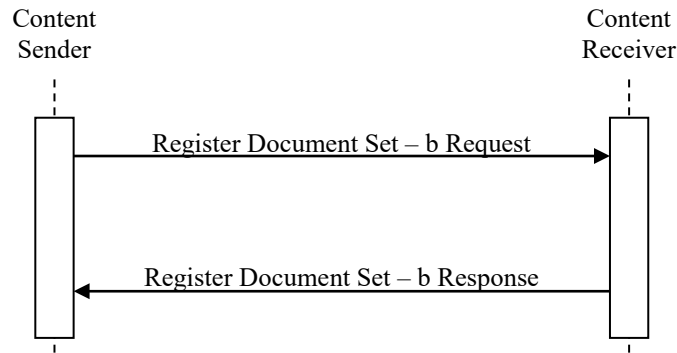 Content
Sender
Content
Receiver
Register Document Set – b Request
Register Document Set – b Response